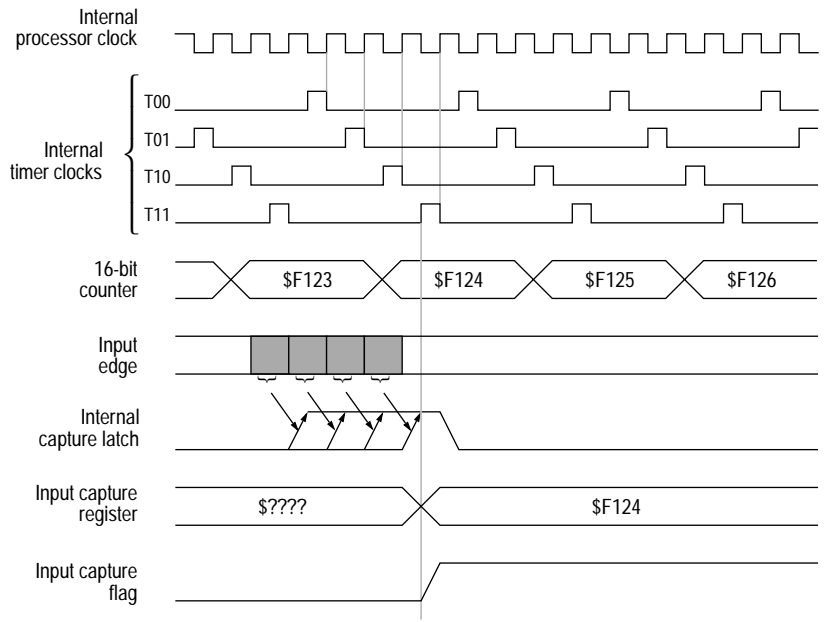 Internal
processor clock
T00
T01
Internal
timer clocks
T10
T11
16-bit
counter
$F123
$F124
$F125
$F126
Input
edge
Internal
capture latch
Input capture
register
$????
$F124
Input capture
flag